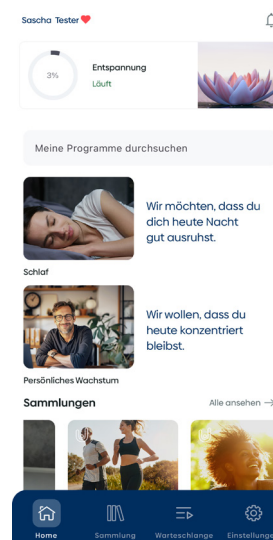 Sascha Tester
3%
Entspannung
Läuft
Meine Programme durchsuchen
Wir möchten, dass du
dich heute Nacht
gut ausruhst.
Schlaf
Wir wollen, dass du
heute konzentriert
bleibst.
Persönliches Wachstum
Sammlungen
Alle ansehen
Home
Sammlung
Warteschlange
Einstellunge